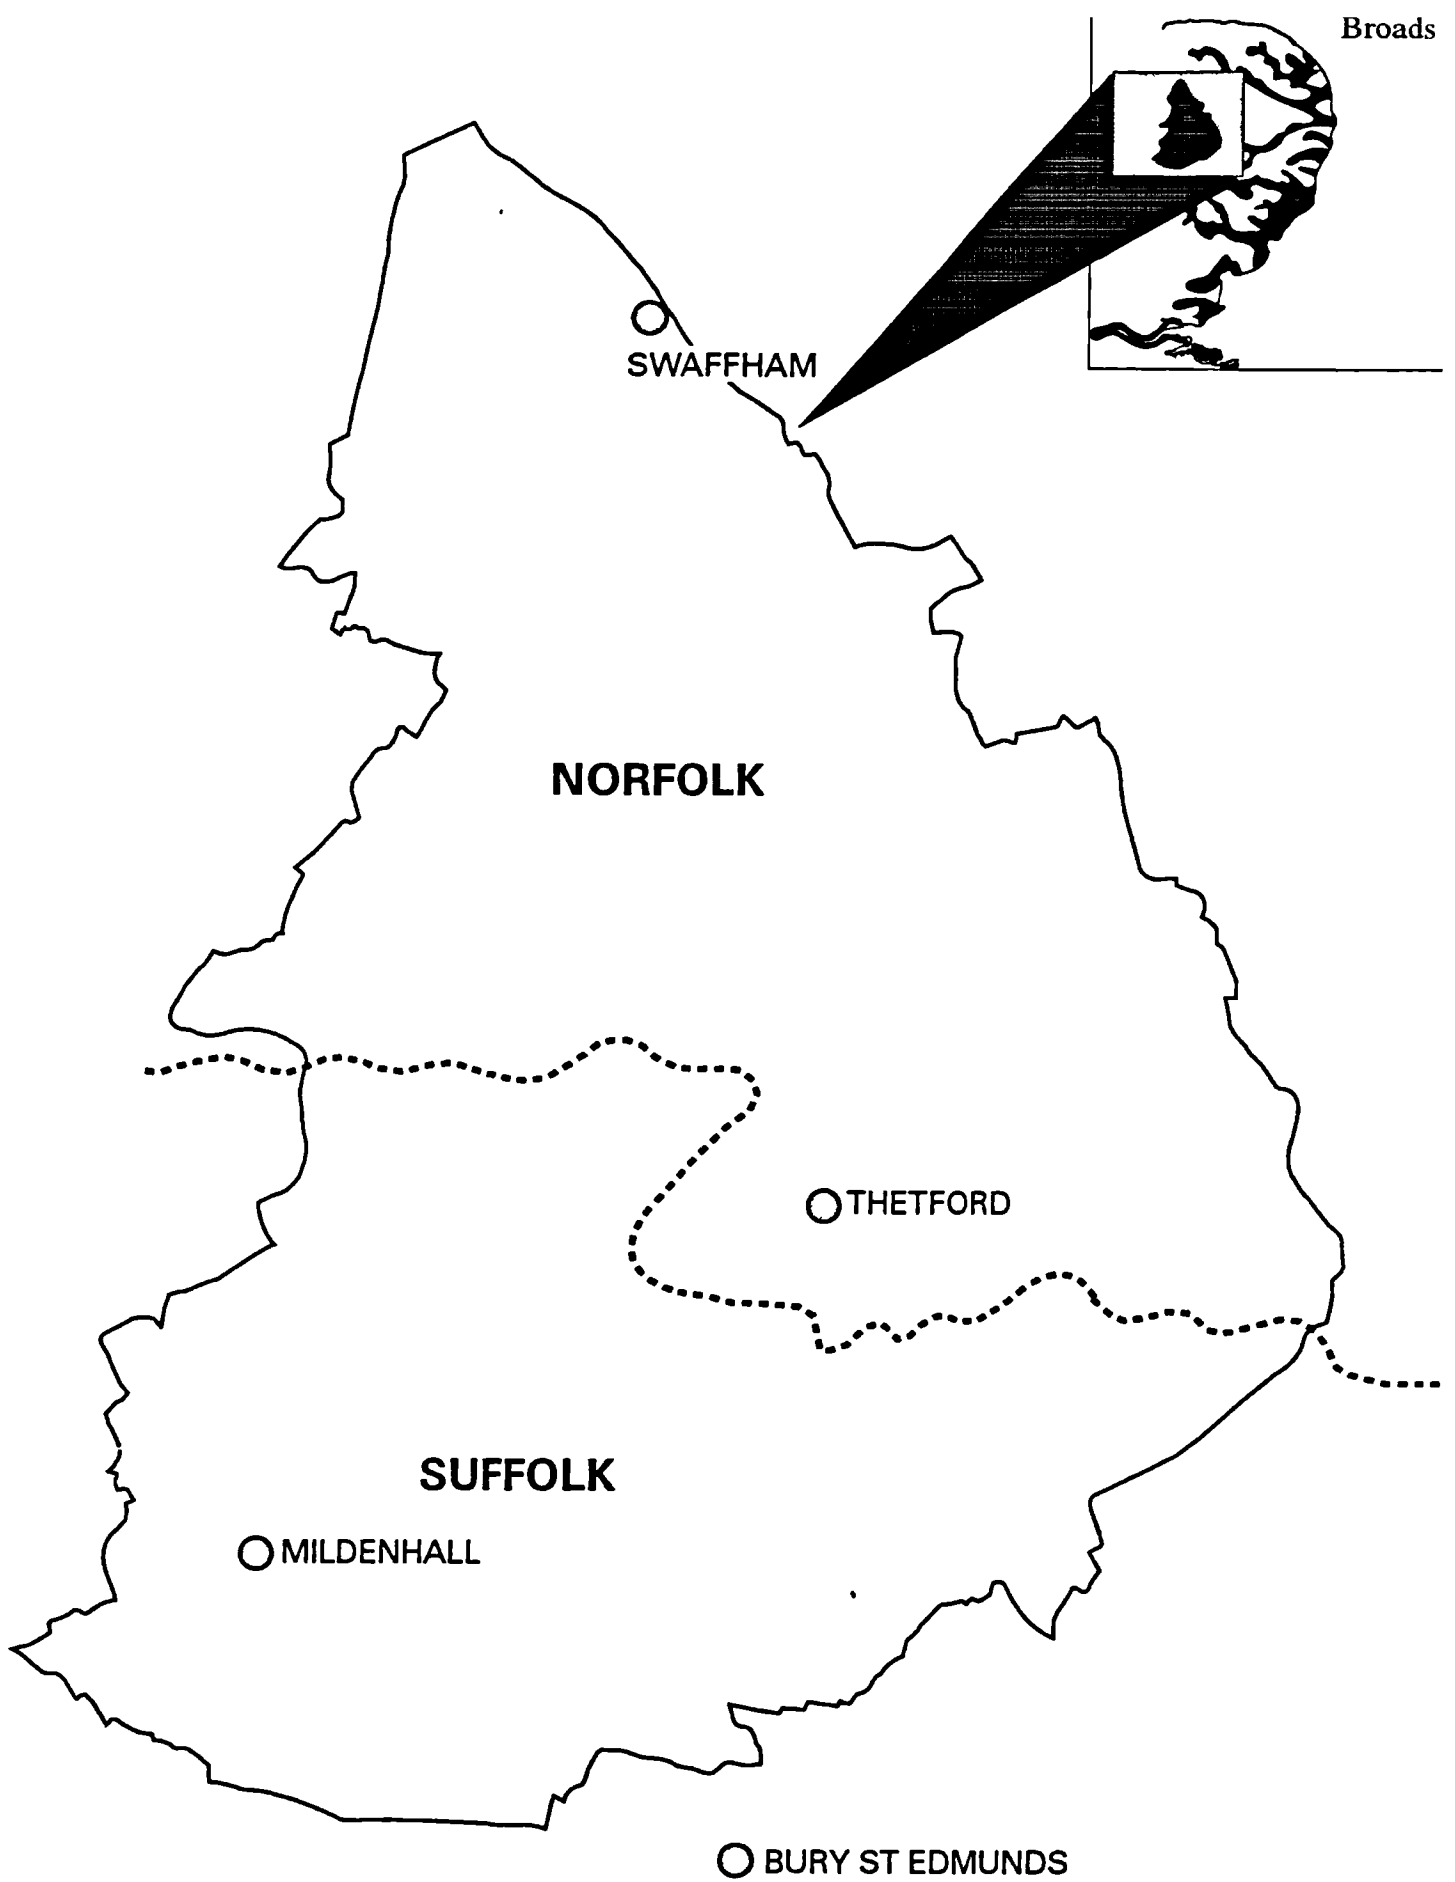 Broads
SWAFFHAM
NORFOLK
THETFORD
SUFFOLK
MILDENHALL
BURY ST EDMUNDS